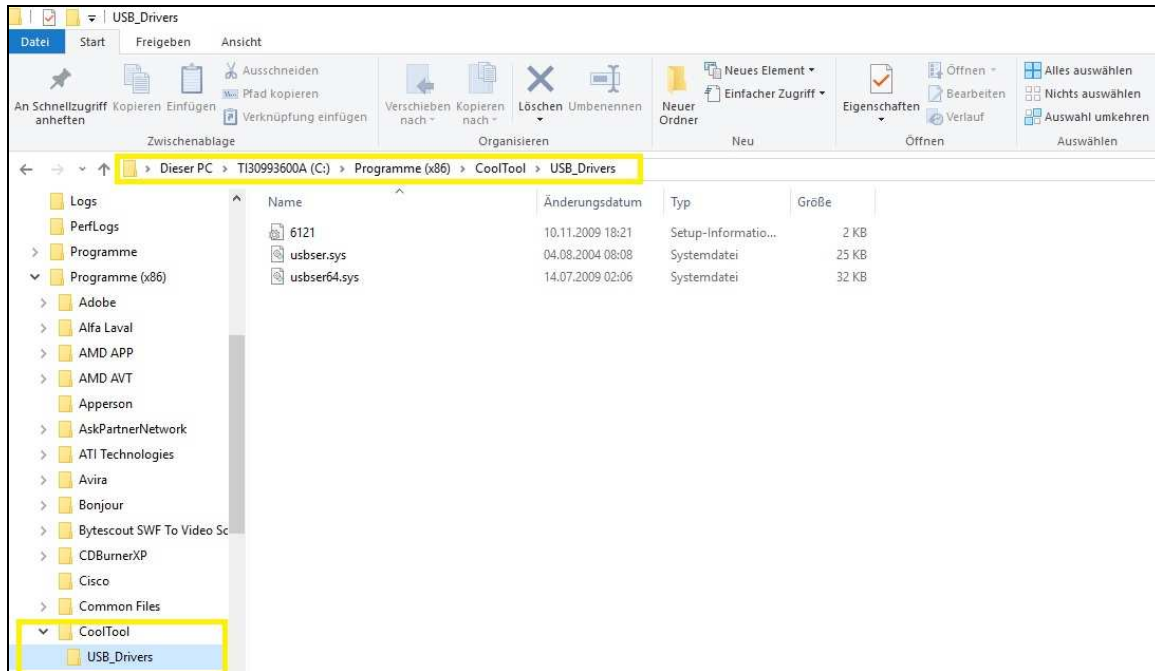 USB_Drivers
Datei Start Freigeben Ansicht
An Schnellzugriff anheften
Kopieren
Einfügen
Ausschneiden
Pfad kopieren
Verknüpfung einfügen
Zwischenablage
Verschieben nach
Kopieren nach
Löschen
Umbenennen
Organisieren
Neuer Ordner
Neues Element
Einfacher Zugriff
Neu
Eigenschaften
Öffnen
Bearbeiten
Verlauf
Öffnen
Alles auswählen
Nichts auswählen
Auswahl umkehren
Auswählen
> Dieser PC > TI30993600A (C:) > Programme (x86) > CoolTool > USB_Drivers
Logs
PerfLogs
Programme
Programme (x86)
Adobe
Alfa Laval
AMD APP
AMD AVT
Apperson
AskPartnerNetwork
ATI Technologies
Avira
Bonjour
Bytescout SWF To Video Sc
CDBurnerXP
Cisco
Common Files
CoolTool
USB_Drivers
Name Änderungsdatum Typ Größe
6121 10.11.2009 18:21 Setup-Informatio... 2 KB
usbser.sys 04.08.2004 08:08 Systemdatei 25 KB
usbser64.sys 14.07.2009 02:06 Systemdatei 32 KB